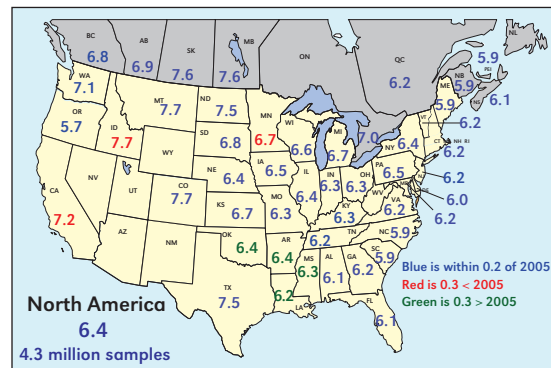 NL
BC
6.8
AB
6.9
SK
7.6
MB
7.6
ON
QC
6.2
5.9
PEI
NB
5.9
NS
6.1
WA
7.1
MT
7.7
ND
7.5
MN
6.7
ME
5.9
OR
5.7
ID
7.7
WY
SD
6.8
WI
6.6
MI
6.7
7.0
NY
6.4
VT
6.2
CT
NH RI
6.2
NV
UT
CO
7.7
NE
6.4
IA
6.5
IL
6.4
IN
6.3
OH
6.3
PA
6.5
NJ
6.2
CA
7.2
KS
6.7
MO
6.3
KY
6.3
WV
VA
6.2
DE
6.0
6.2
AZ
NM
OK
6.4
AR
6.4
TN
6.2
NC
5.9
SC
5.9
MS
6.3
AL
6.1
GA
6.2
TX
7.5
LA
6.2
FL
6.1
Blue is within 0.2 of 2005
Red is 0.3 < 2005
Green is 0.3 > 2005
North America
6.4
4.3 million samples